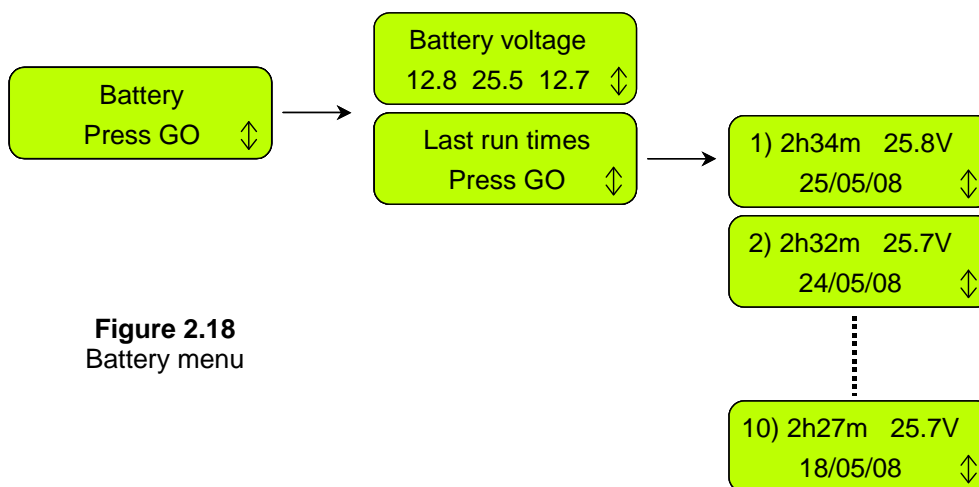 Battery
Press GO
Battery voltage
12.8 25.5 12.7
Last run times
Press GO
1) 2h34m 25.8V
25/05/08
2) 2h32m 25.7V
24/05/08
10) 2h27m 25.7V
18/05/08
Figure 2.18
Battery menu